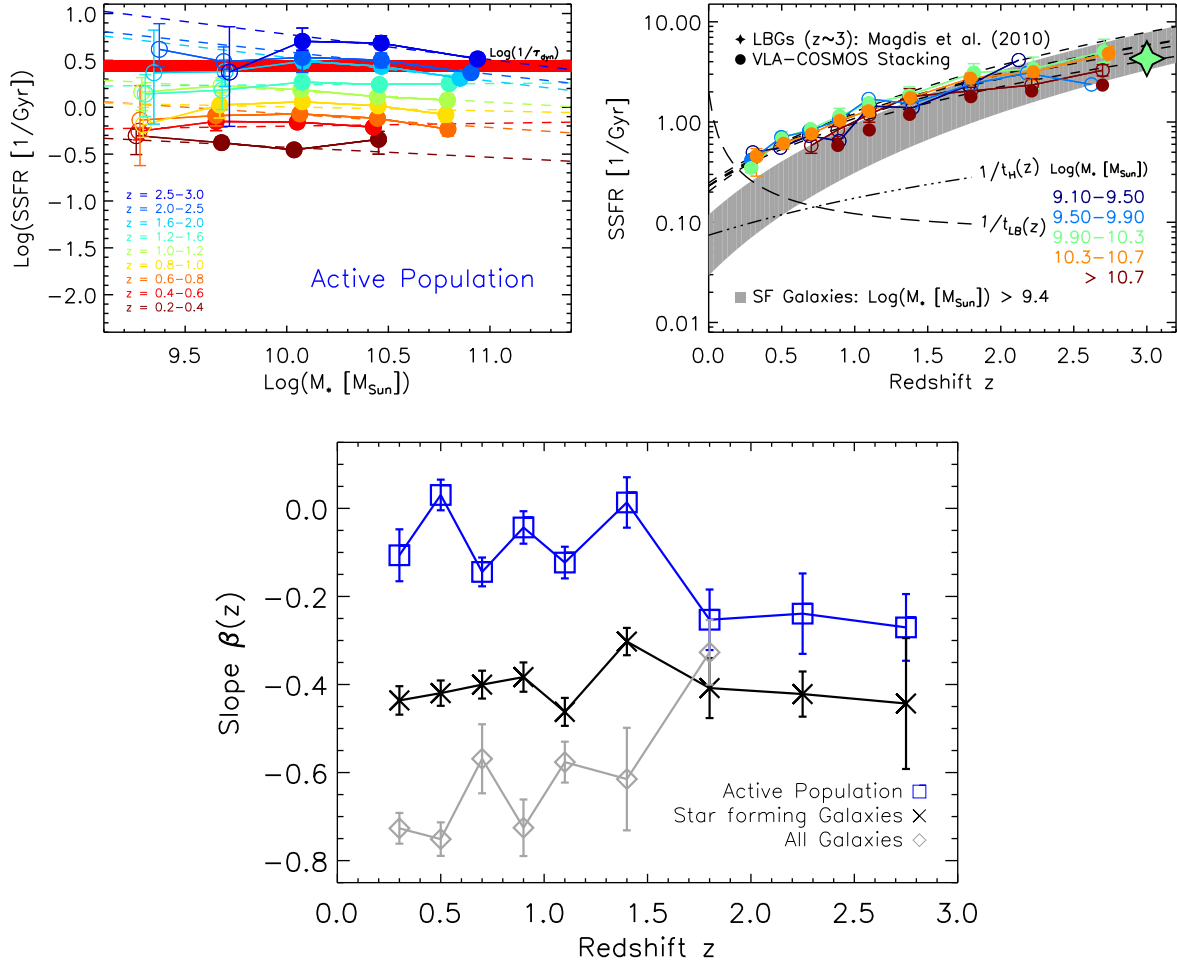 1.0
0.5
0.0
−0.5
−1.0
−1.5
−2.0
Log(SSFR [1/Gyr])
Log(1/τdyn)
z = 2.5−3.0
z = 2.0−2.5
z = 1.6−2.0
z = 1.2−1.6
z = 1.0−1.2
z = 0.8−1.0
z = 0.6−0.8
z = 0.4−0.6
z = 0.2−0.4
Active Population
9.5 10.0 10.5 11.0
Log(M* [MSun])
10.00
1.00
0.10
0.01
SSFR [1/Gyr]
LBGs (z~3): Magdis et al. (2010)
VLA−COSMOS Stacking
1/tH(z)
1/tLB(z)
Log(M* [MSun])
9.10−9.50
9.50−9.90
9.90−10.3
10.3−10.7
> 10.7
SF Galaxies: Log(M* [MSun]) > 9.4
0.0 0.5 1.0 1.5 2.0 2.5 3.0
Redshift z
0.0
−0.2
−0.4
−0.6
−0.8
Slope β(z)
Active Population
Star forming Galaxies
All Galaxies
0.0 0.5 1.0 1.5 2.0 2.5 3.0
Redshift z